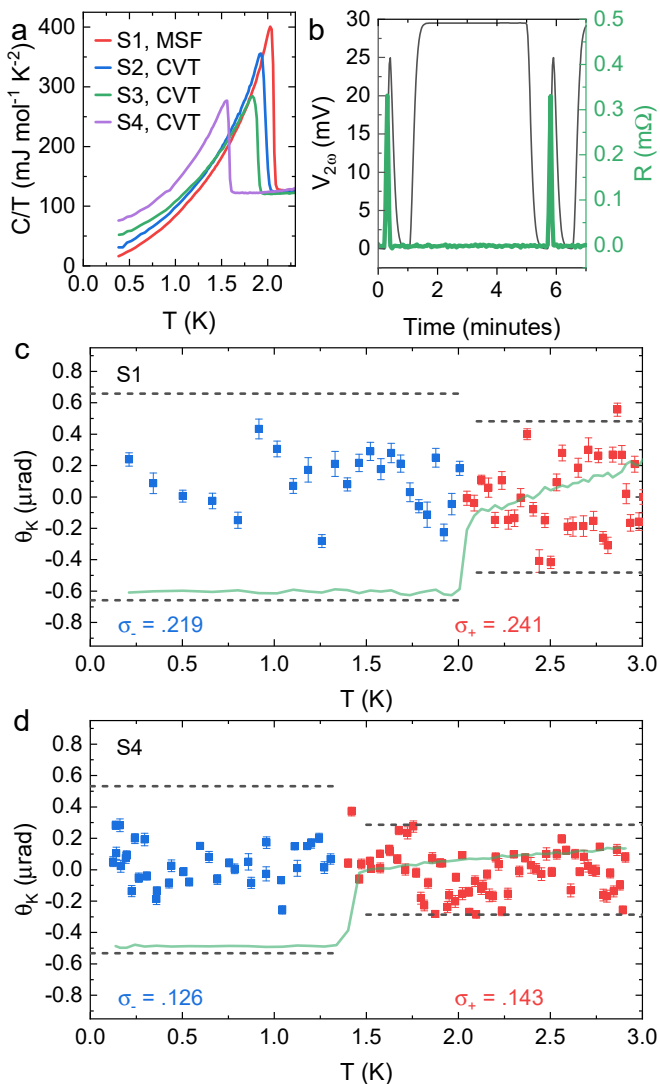 a
C/T (mJ mol⁻¹ K⁻²)
400
300
200
100
0
S1, MSF
S2, CVT
S3, CVT
S4, CVT
0.0 0.5 1.0 1.5 2.0
T (K)
b
V2ω (mV)
30
25
20
15
10
5
0
0.5
0.4
0.3
0.2
0.1
0.0
R (mΩ)
0 2 4 6
Time (minutes)
c
S1
θK (μrad)
0.8
0.6
0.4
0.2
0.0
-0.2
-0.4
-0.6
-0.8
σ- = .219
σ+ = .241
0.0 0.5 1.0 1.5 2.0 2.5 3.0
T (K)
d
S4
θK (μrad)
0.8
0.6
0.4
0.2
0.0
-0.2
-0.4
-0.6
-0.8
σ- = .126
σ+ = .143
0.0 0.5 1.0 1.5 2.0 2.5 3.0
T (K)